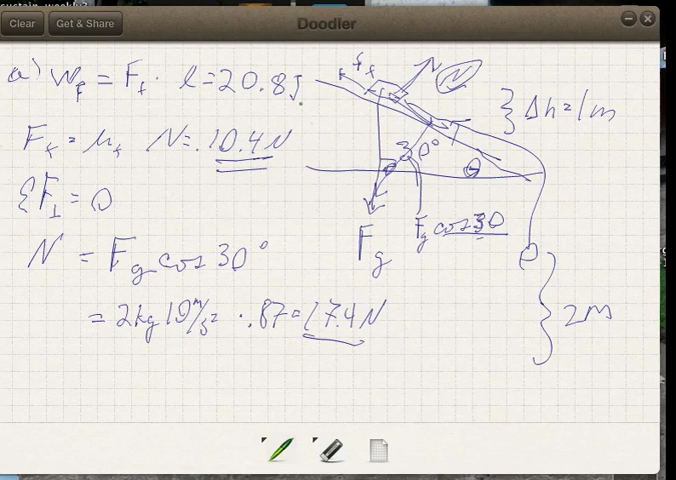 Clear
Get & Share
Doodler
a) W_f = F_f · l = 20.8 J.
F_f = μ_f N = 10.4 N
ΣF⊥ = 0
N = F_g cos 30°
= 2kg 10 m/s² · .87 = 17.4 N
f_f
N
30°
θ
F_g
F_g cos 30
} Δh = 1m
} 2m